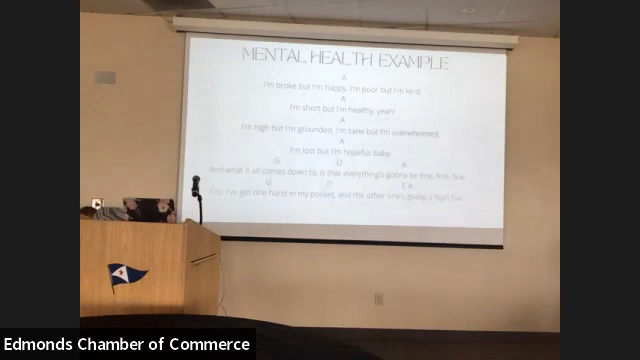 MENTAL HEALTH EXAMPLE
A
I'm broke but I'm happy, I'm poor but I'm kind,
A
I'm short but I'm healthy, yeah!
A
I'm high but I'm grounded, I'm sane but I'm overwhelmed,
A
I'm lost but I'm hopeful, baby
G D A
And what it all comes down to, is that everything's gonna be fine, fine, fine
G D E A
Cos I've got one hand in my pocket, and the other one's giving a high five
Edmonds Chamber of Commerce